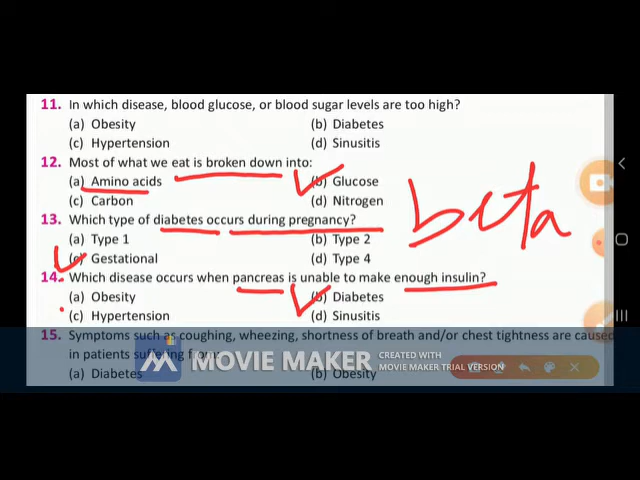 11. In which disease, blood glucose, or blood sugar levels are too high?
(a) Obesity (b) Diabetes
(c) Hypertension (d) Sinusitis
12. Most of what we eat is broken down into:
(a) Amino acids (b) Glucose
(c) Carbon (d) Nitrogen
beta
13. Which type of diabetes occurs during pregnancy?
(a) Type 1 (b) Type 2
(c) Gestational (d) Type 4
14. Which disease occurs when pancreas is unable to make enough insulin?
(a) Obesity (b) Diabetes
(c) Hypertension (d) Sinusitis
15. Symptoms such as coughing, wheezing, shortness of breath and/or chest tightness are caused
in patients suffering from:
MOVIE MAKER
CREATED WITH
MOVIE MAKER TRIAL VERSION
(a) Diabetes (b) Obesity